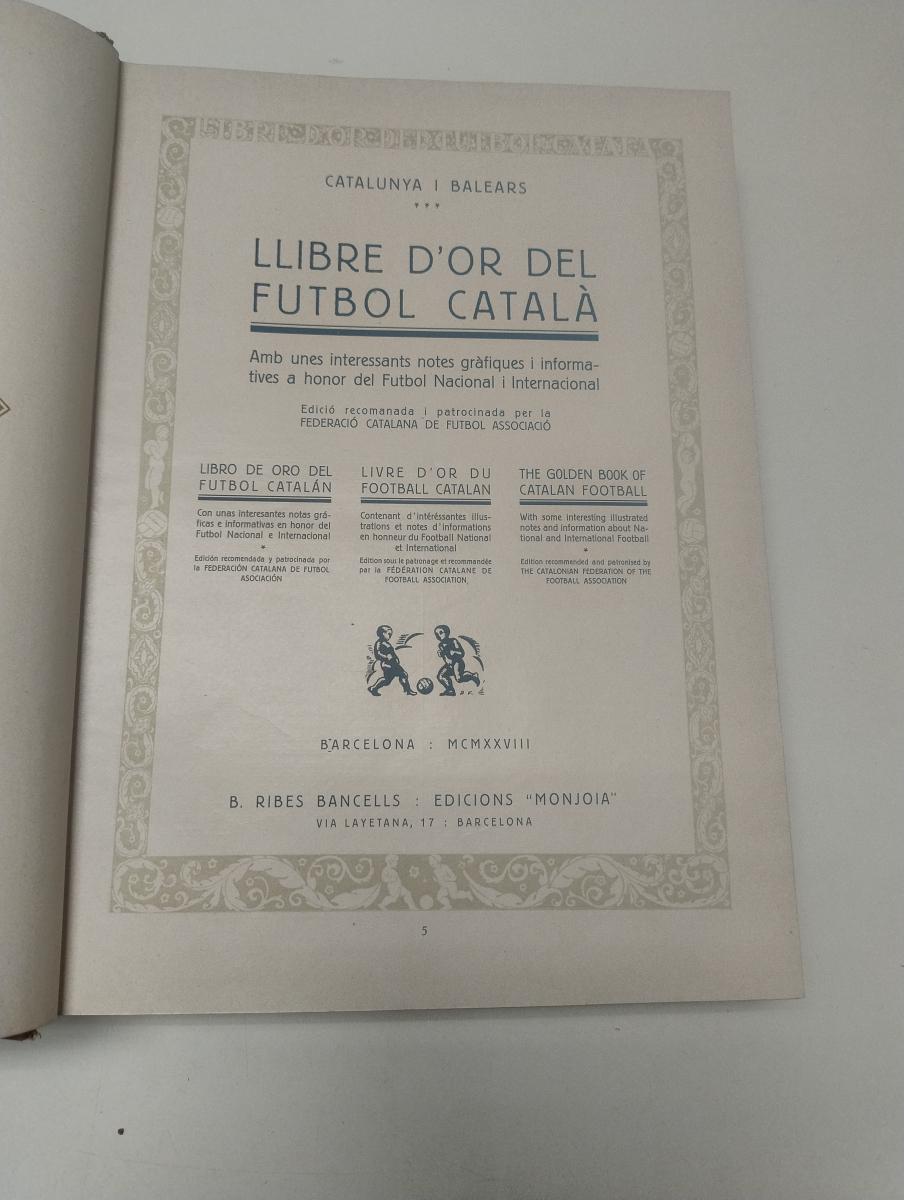 LLIBRE D'OR DEL FUTBOL CATALÀ
CATALUNYA I BALEARS
LLIBRE D'OR DEL
FUTBOL CATALÀ
Amb unes interessants notes gràfiques i informa-
tives a honor del Futbol Nacional i Internacional
Edició recomanada i patrocinada per la
FEDERACIÓ CATALANA DE FUTBOL ASSOCIACIÓ
LIBRO DE ORO DEL
FUTBOL CATALÁN
Con unas interesantes notas grá-
ficas e informativas en honor del
Futbol Nacional e Internacional
*
Edición recomendada y patrocinada por
la FEDERACIÓN CATALANA DE FUTBOL
ASOCIACIÓN
LIVRE D'OR DU
FOOTBALL CATALAN
Contenant d'intéréssantes illus-
trations et notes d'informations
en honneur du Football National
et International
Edition sous le patronage et recommandée
par la FÉDÉRATION CATALANE DE
FOOTBALL ASSOCIATION,
THE GOLDEN BOOK OF
CATALAN FOOTBALL
With some interesting illustrated
notes and information about Na-
tional and International Football
*
Edition recommended and patronised by
THE CATALONIAN FEDERATION OF THE
FOOTBALL ASSOCIATION
BARCELONA : MCMXXVIII
B. RIBES BANCELLS : EDICIONS "MONJOIA"
VIA LAYETANA, 17 : BARCELONA
5